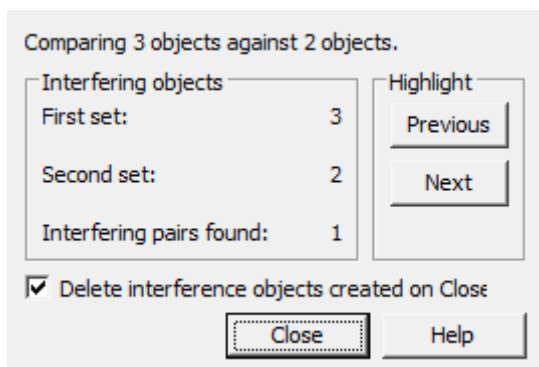 Comparing 3 objects against 2 objects.
Interfering objects
First set: 3
Second set: 2
Interfering pairs found: 1
Highlight
Previous
Next
Delete interference objects created on Close
Close Help